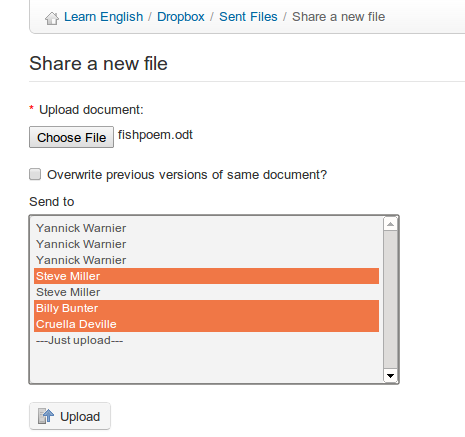 Learn English / Dropbox / Sent Files / Share a new file
Share a new file
* Upload document:
Choose File fishpoem.odt
Overwrite previous versions of same document?
Send to
Yannick Warnier
Yannick Warnier
Yannick Warnier
Steve Miller
Steve Miller
Billy Bunter
Cruella Deville
---Just upload---
Upload